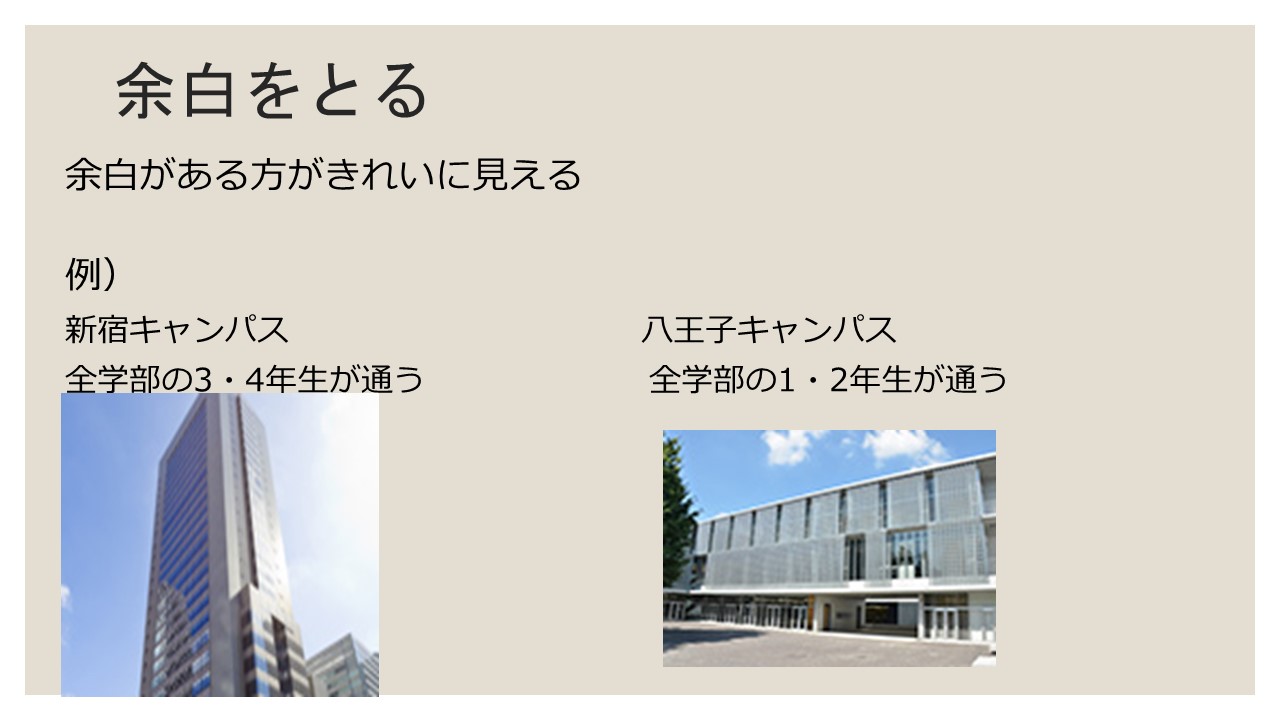 余白をとる
余白がある方がきれいに見える
例）
新宿キャンパス
全学部の3・4年生が通う
八王子キャンパス
全学部の1・2年生が通う